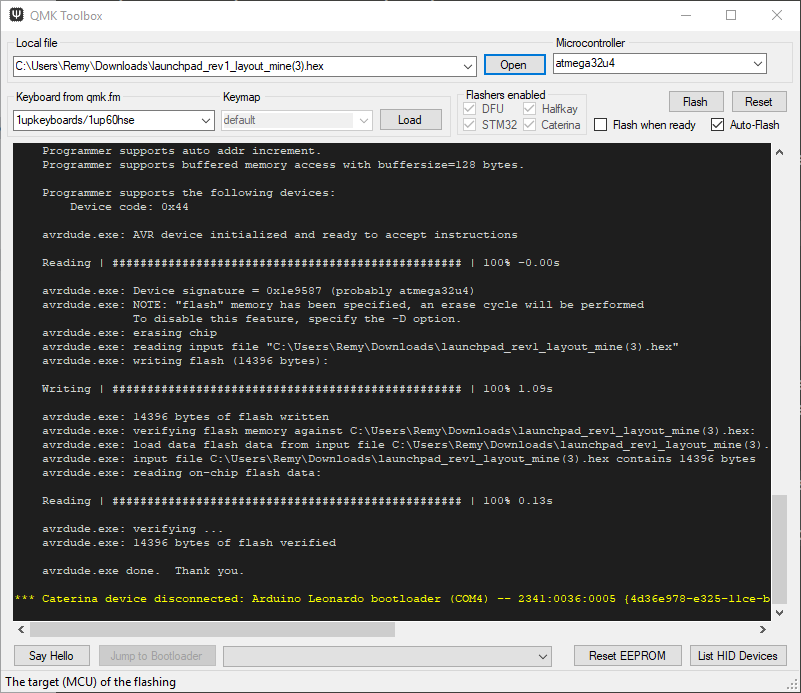 QMK Toolbox
Local file
Microcontroller
C:\Users\Remy\Downloads\launchpad_rev1_layout_mine(3).hex
Open
atmega32u4
Keyboard from qmk.fm
Keymap
Flashers enabled
1upkeyboards/1up60hse
default
Load
DFU
Halfkay
STM32
Caterina
Flash
Reset
Flash when ready
Auto-Flash
Programmer supports auto addr increment.
Programmer supports buffered memory access with buffersize=128 bytes.
Programmer supports the following devices:
Device code: 0x44
avrdude.exe: AVR device initialized and ready to accept instructions
Reading | ################################################## | 100% -0.00s
avrdude.exe: Device signature = 0x1e9587 (probably atmega32u4)
avrdude.exe: NOTE: "flash" memory has been specified, an erase cycle will be performed
To disable this feature, specify the -D option.
avrdude.exe: erasing chip
avrdude.exe: reading input file "C:\Users\Remy\Downloads\launchpad_rev1_layout_mine(3).hex"
avrdude.exe: writing flash (14396 bytes):
Writing | ################################################## | 100% 1.09s
avrdude.exe: 14396 bytes of flash written
avrdude.exe: verifying flash memory against C:\Users\Remy\Downloads\launchpad_rev1_layout_mine(3).hex:
avrdude.exe: load data flash data from input file C:\Users\Remy\Downloads\launchpad_rev1_layout_mine(3).
avrdude.exe: input file C:\Users\Remy\Downloads\launchpad_rev1_layout_mine(3).hex contains 14396 bytes
avrdude.exe: reading on-chip flash data:
Reading | ################################################## | 100% 0.13s
avrdude.exe: verifying ...
avrdude.exe: 14396 bytes of flash verified
avrdude.exe done.  Thank you.
*** Caterina device disconnected: Arduino Leonardo bootloader (COM4) -- 2341:0036:0005 {4d36e978-e325-11ce-b
Say Hello
Jump to Bootloader
Reset EEPROM
List HID Devices
The target (MCU) of the flashing